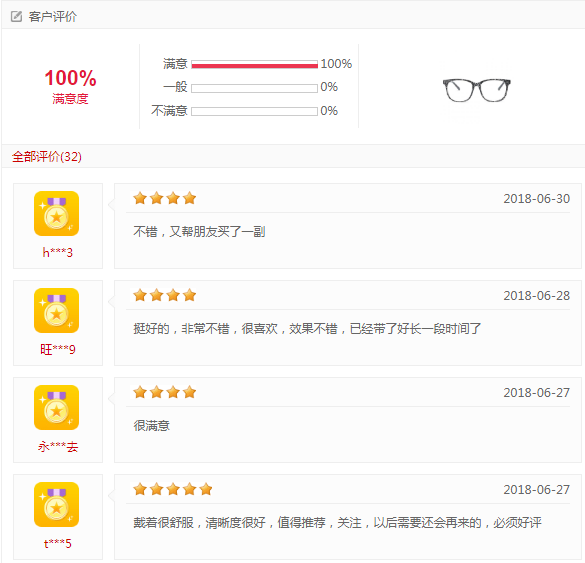 客户评价
100%
满意度
满意 100%
一般 0%
不满意 0%
全部评价(32)
2018-06-30
不错，又帮朋友买了一副
h***3
2018-06-28
挺好的，非常不错，很喜欢，效果不错，已经带了好长一段时间了
旺***9
2018-06-27
很满意
永***去
2018-06-27
戴着很舒服，清晰度很好，值得推荐，关注，以后需要还会再来的，必须好评
t***5